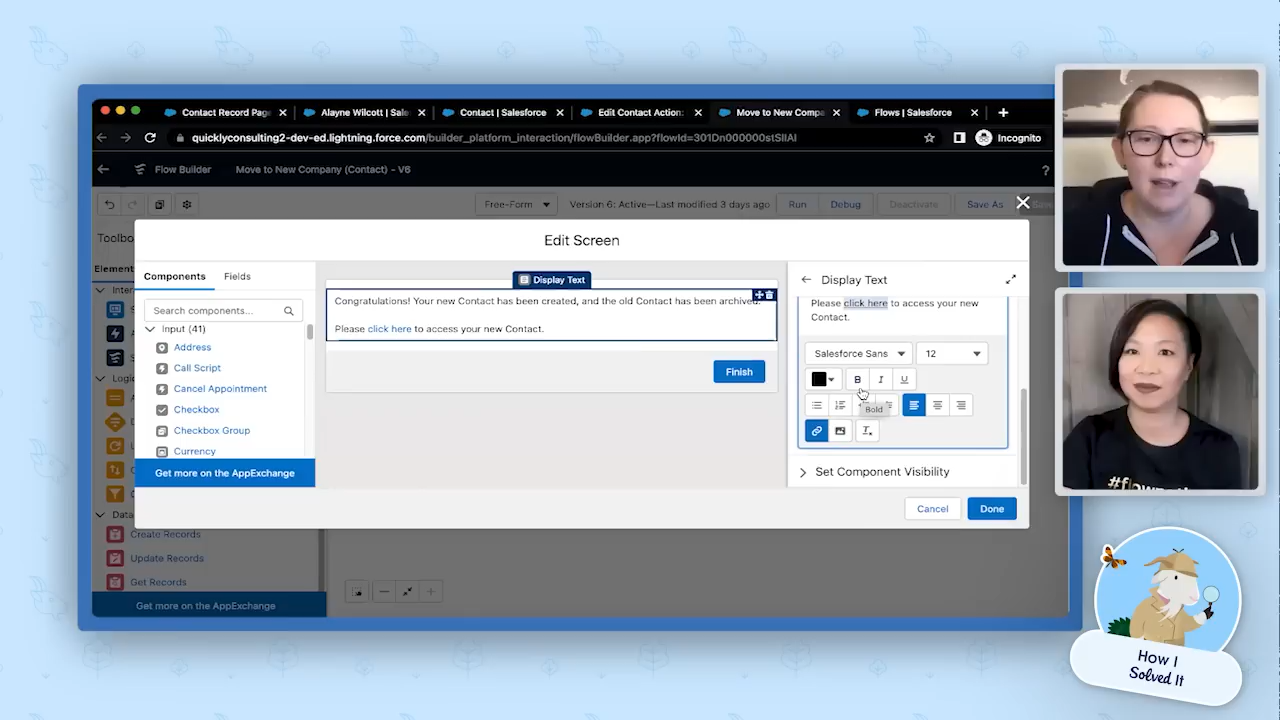 Contact Record Page
Alayne Wilcott | Sale
Contact | Salesforce
Edit Contact Action:
Move to New Compa
Flows | Salesforce
quicklyconsulting2-dev-ed.lightning.force.com/builder_platform_interaction/flowBuilder.app?flowId=301Dn000000stSIIAI
Incognito
Flow Builder
Move to New Company (Contact) - V6
?
Free-Form
Version 6: Active—Last modified 3 days ago
Run
Debug
Deactivate
Save As
Toolbo
Edit Screen
Element
Components
Fields
Display Text
Display Text
Inter
Search components...
Congratulations! Your new Contact has been created, and the old Contact has been archived.
Please click here to access your new Contact.
Please click here to access your new
Contact.
Input (41)
Address
Call Script
Cancel Appointment
Checkbox
Checkbox Group
Currency
Logic
Finish
Salesforce Sans
12
B
I
U
Bold
Get more on the AppExchange
Set Component Visibility
Cancel
Done
Data
Create Records
Update Records
Get Records
Get more on the AppExchange
How I
Solved It